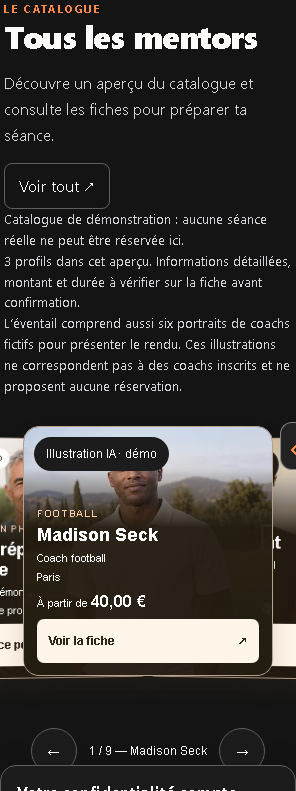 LE CATALOGUE
Tous les mentors
Découvre un aperçu du catalogue et
consulte les fiches pour préparer ta
séance.
Voir tout ↗
Catalogue de démonstration : aucune séance
réelle ne peut être réservée ici.
3 profils dans cet aperçu. Informations détaillées,
montant et durée à vérifier sur la fiche avant
confirmation.
L'éventail comprend aussi six portraits de coachs
fictifs pour présenter le rendu. Ces illustrations
ne correspondent pas à des coachs inscrits et ne
proposent aucune réservation.
Illustration IA · démo
FOOTBALL
Madison Seck
Coach football
Paris
À partir de 40,00 €
Voir la fiche ↗
← 1 / 9 — Madison Seck →